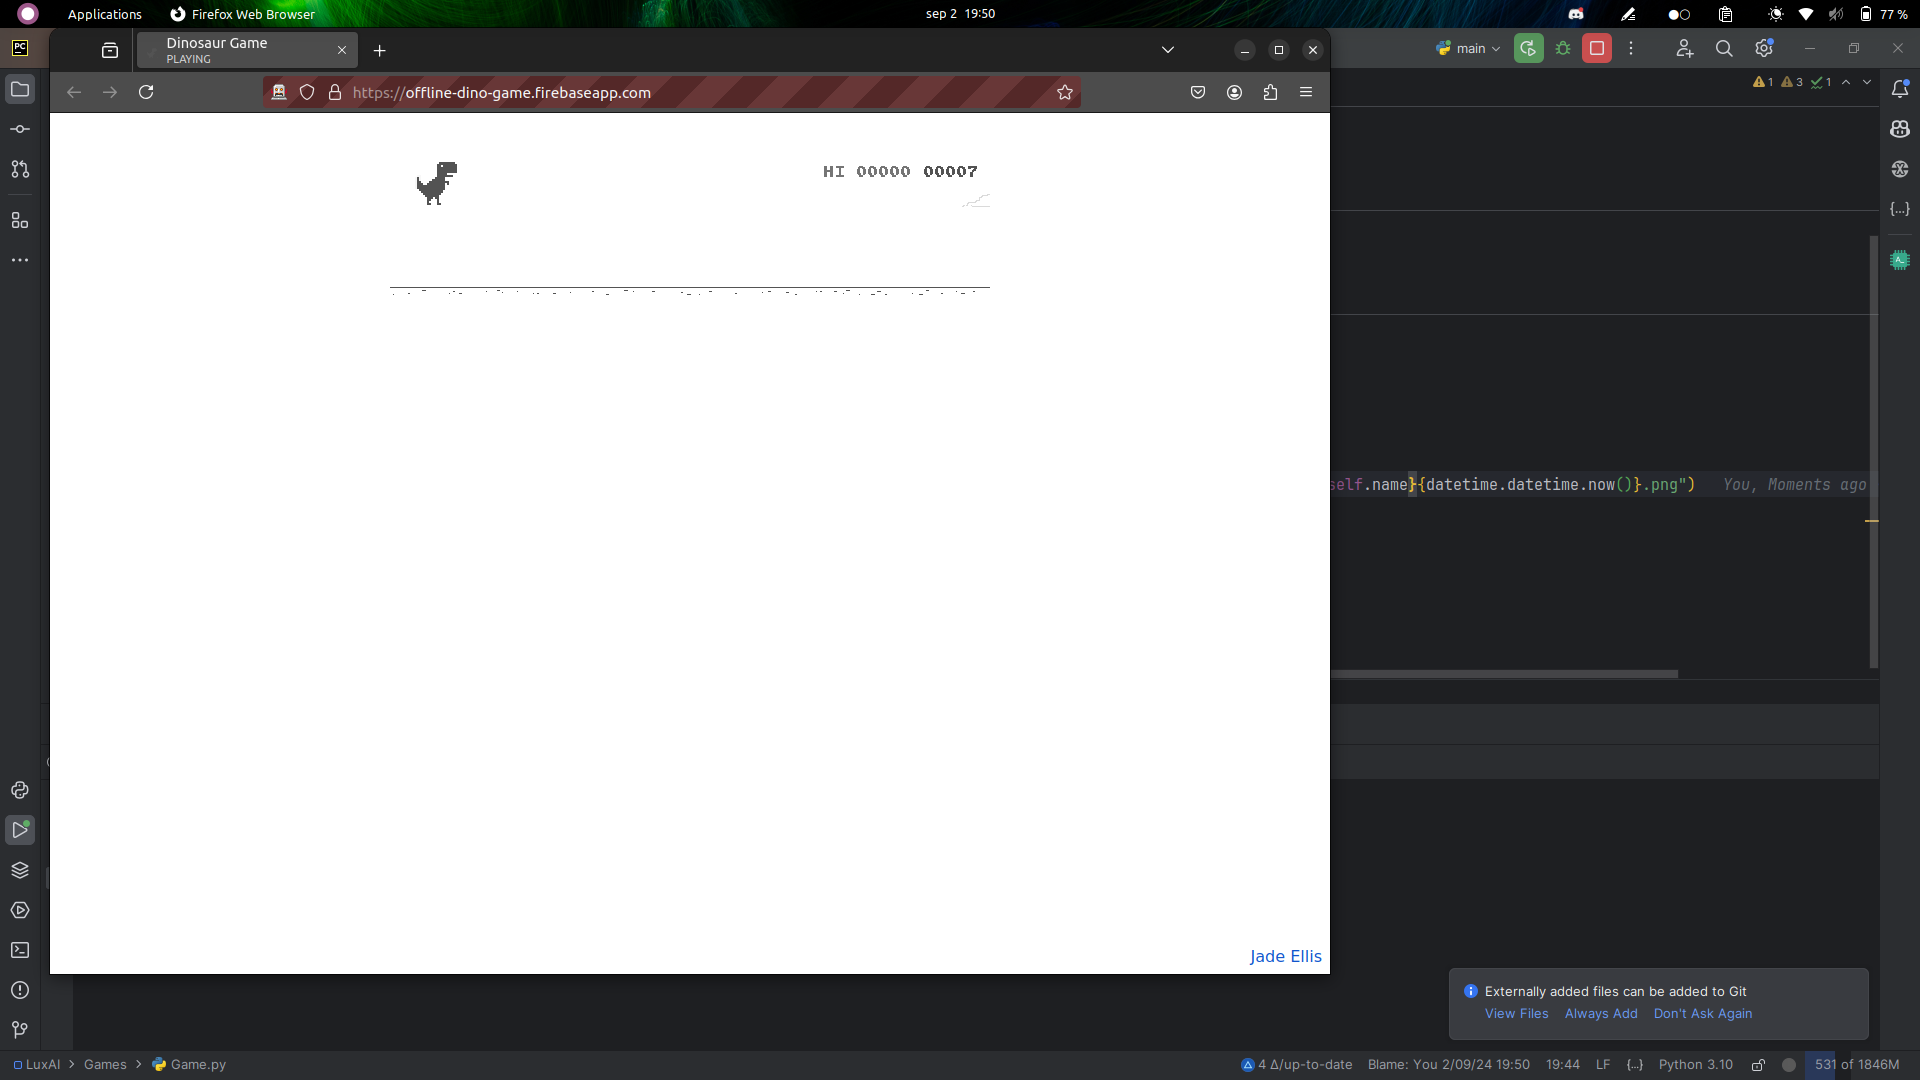 Applications
Firefox Web Browser
sep 2 19:50
77 %
PC
Dinosaur Game
PLAYING
main
https://offline-dino-game.firebaseapp.com
1 3 1
HI 00000 00007
self.name}{datetime.datetime.now()}.png") You, Moments ago
Jade Ellis
Externally added files can be added to Git
View Files Always Add Don't Ask Again
LuxAI > Games > Game.py
4 Δ/up-to-date Blame: You 2/09/24 19:50 19:44 LF {...} Python 3.10 531 of 1846M